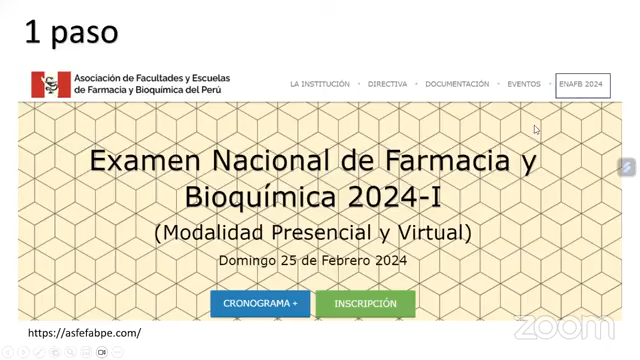 1 paso
Asociación de Facultades y Escuelas
de Farmacia y Bioquímica del Perú
LA INSTITUCIÓN DIRECTIVA DOCUMENTACIÓN EVENTOS ENAFB 2024
Examen Nacional de Farmacia y
Bioquímica 2024-I
(Modalidad Presencial y Virtual)
Domingo 25 de Febrero 2024
CRONOGRAMA + INSCRIPCIÓN
https://asfefabpe.com/
zoom